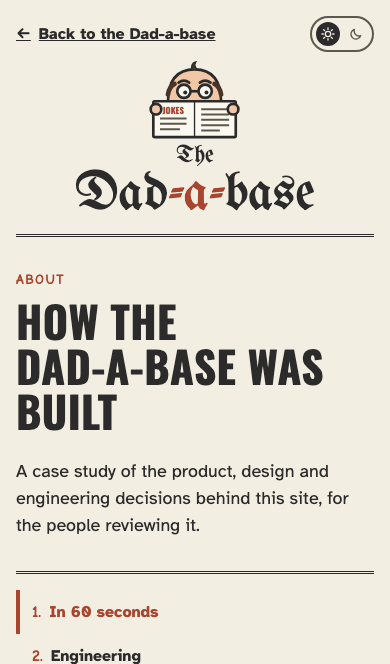 ← Back to the Dad-a-base
JOKES
The
Dad-a-base
ABOUT
HOW THE
DAD-A-BASE WAS
BUILT
A case study of the product, design and
engineering decisions behind this site, for
the people reviewing it.
1. In 60 seconds
2. Engineering